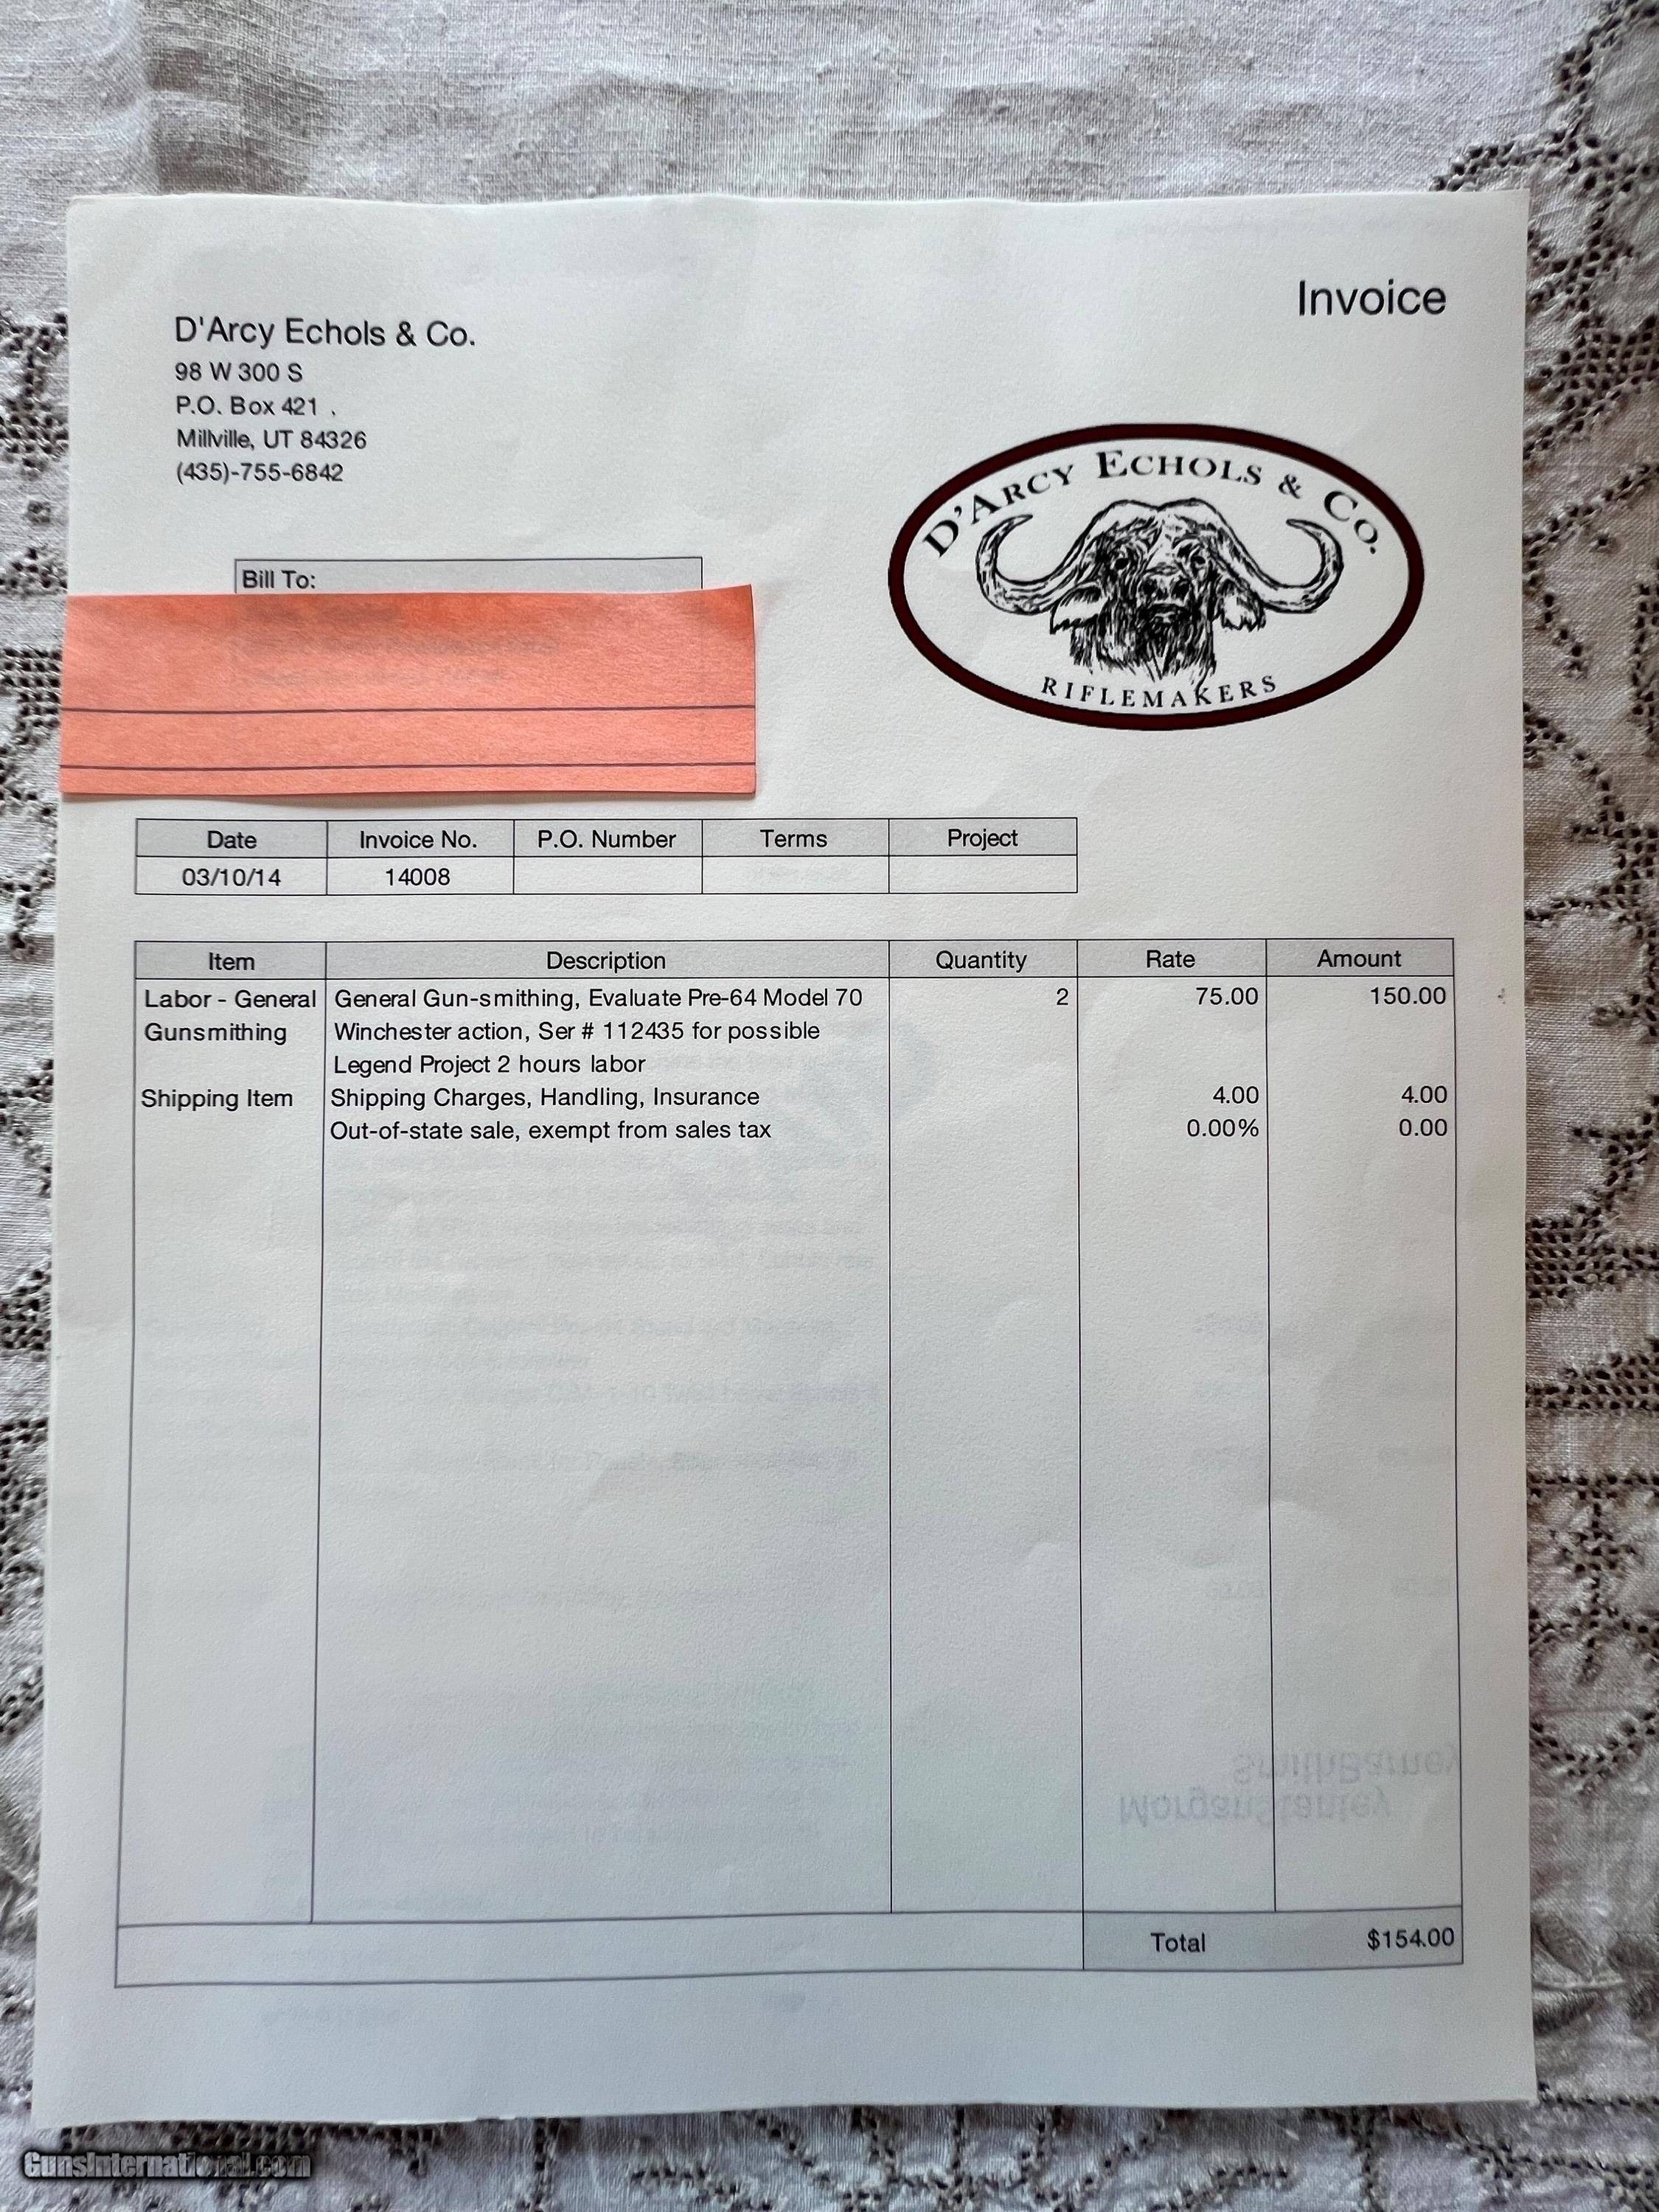 Invoice
D'Arcy Echols & Co.
98 W 300 S
P.O. Box 421
Millville, UT 84326
(435)-755-6842
D'ARCY ECHOLS & CO.
RIFLEMAKERS
Bill To:
Date Invoice No. P.O. Number Terms Project
03/10/14 14008
Item Description Quantity Rate Amount
Labor - General General Gun-smithing, Evaluate Pre-64 Model 70 2 75.00 150.00
Gunsmithing Winchester action, Ser # 112435 for possible
Legend Project 2 hours labor
Shipping Item Shipping Charges, Handling, Insurance 4.00 4.00
Out-of-state sale, exempt from sales tax 0.00% 0.00
SmithBarney
MorganStanley
Total $154.00
GunsInternational.com